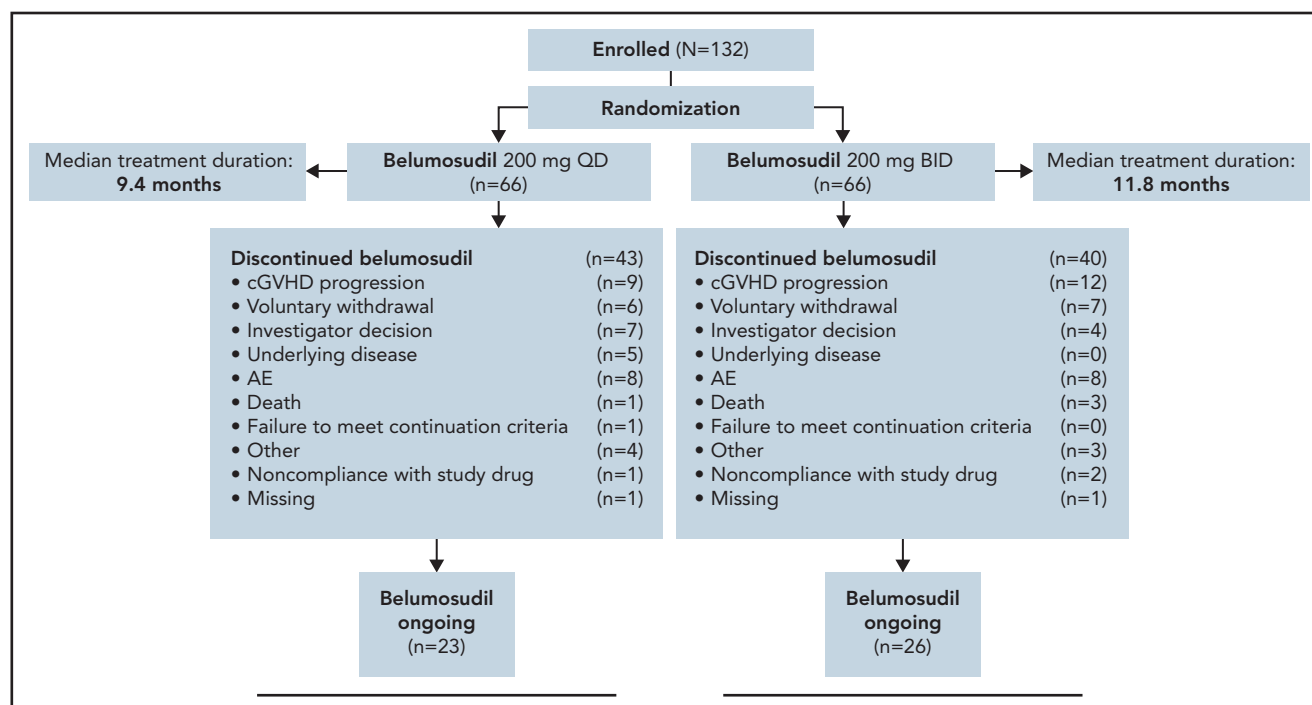 Enrolled (N=132)
Randomization
Median treatment duration:
9.4 months
Belumosudil 200 mg QD
(n=66)
Belumosudil 200 mg BID
(n=66)
Median treatment duration:
11.8 months
Discontinued belumosudil (n=43)
• cGVHD progression (n=9)
• Voluntary withdrawal (n=6)
• Investigator decision (n=7)
• Underlying disease (n=5)
• AE (n=8)
• Death (n=1)
• Failure to meet continuation criteria (n=1)
• Other (n=4)
• Noncompliance with study drug (n=1)
• Missing (n=1)
Discontinued belumosudil (n=40)
• cGVHD progression (n=12)
• Voluntary withdrawal (n=7)
• Investigator decision (n=4)
• Underlying disease (n=0)
• AE (n=8)
• Death (n=3)
• Failure to meet continuation criteria (n=0)
• Other (n=3)
• Noncompliance with study drug (n=2)
• Missing (n=1)
Belumosudil
ongoing
(n=23)
Belumosudil
ongoing
(n=26)